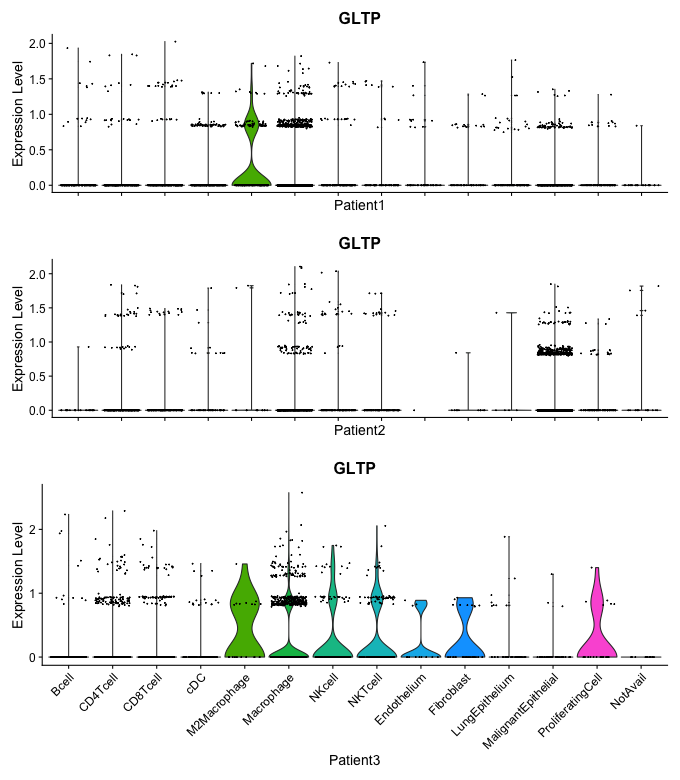 GLTP
Expression Level
2.0
1.5
1.0
0.5
0.0
Patient1
GLTP
Expression Level
2.0
1.5
1.0
0.5
0.0
Patient2
GLTP
Expression Level
2
1
0
Bcell
CD4Tcell
CD8Tcell
cDC
M2Macrophage
Macrophage
NKcell
NKTcell
Endothelium
Fibroblast
LungEpithelium
MalignantEpithelial
ProliferatingCell
NotAvail
Patient3